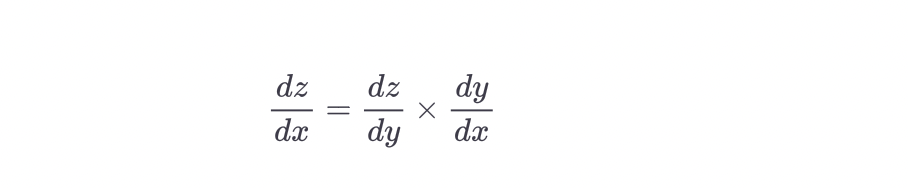 dz/dx = dz/dy × dy/dx